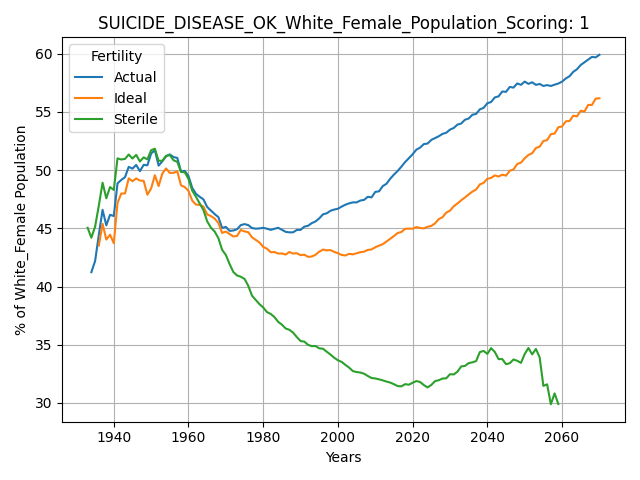 SUICIDE_DISEASE_OK_White_Female_Population_Scoring: 1
% of White_Female Population
60
55
50
45
40
35
30
Fertility
Actual
Ideal
Sterile
1940
1960
1980
2000
2020
2040
2060
Years